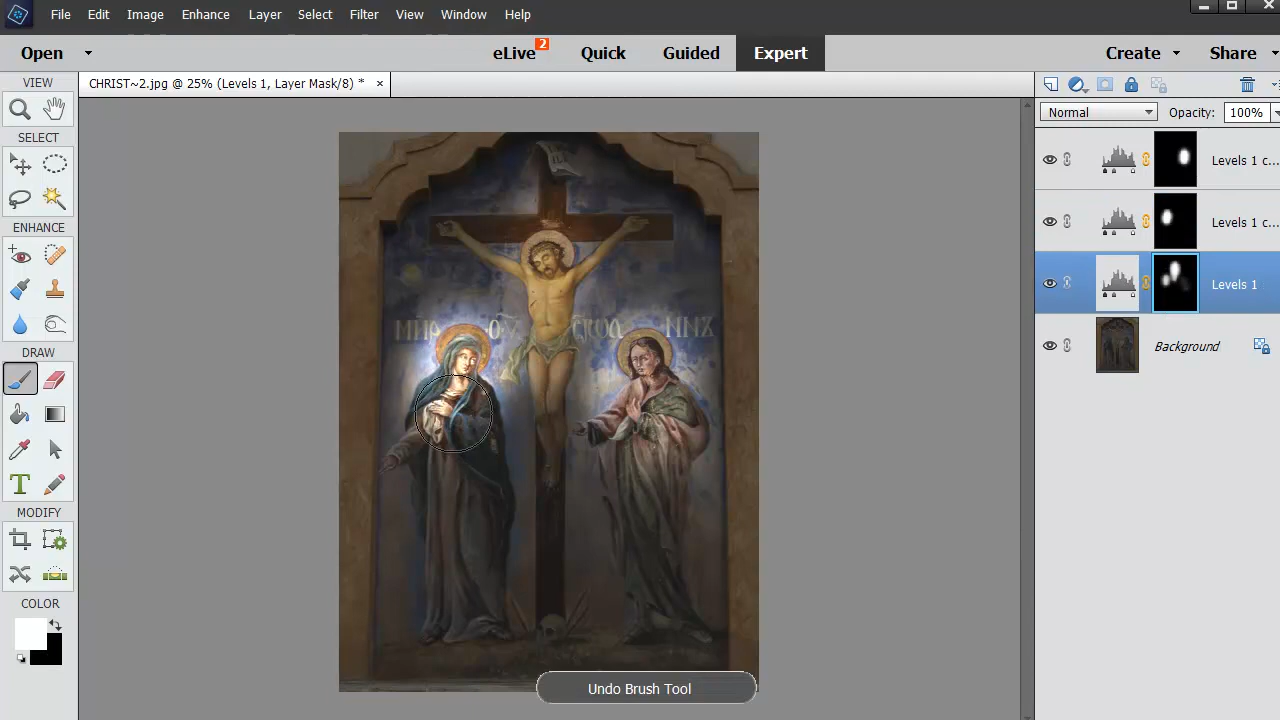 File Edit Image Enhance Layer Select Filter View Window Help
Open eLive 2 Quick Guided Expert Create Share
VIEW
CHRIST~2.jpg @ 25% (Levels 1, Layer Mask/8) * ×
Normal Opacity: 100%
SELECT
Levels 1 c...
ENHANCE
Levels 1 c...
Levels 1
DRAW
Background
T
MODIFY
COLOR
Undo Brush Tool